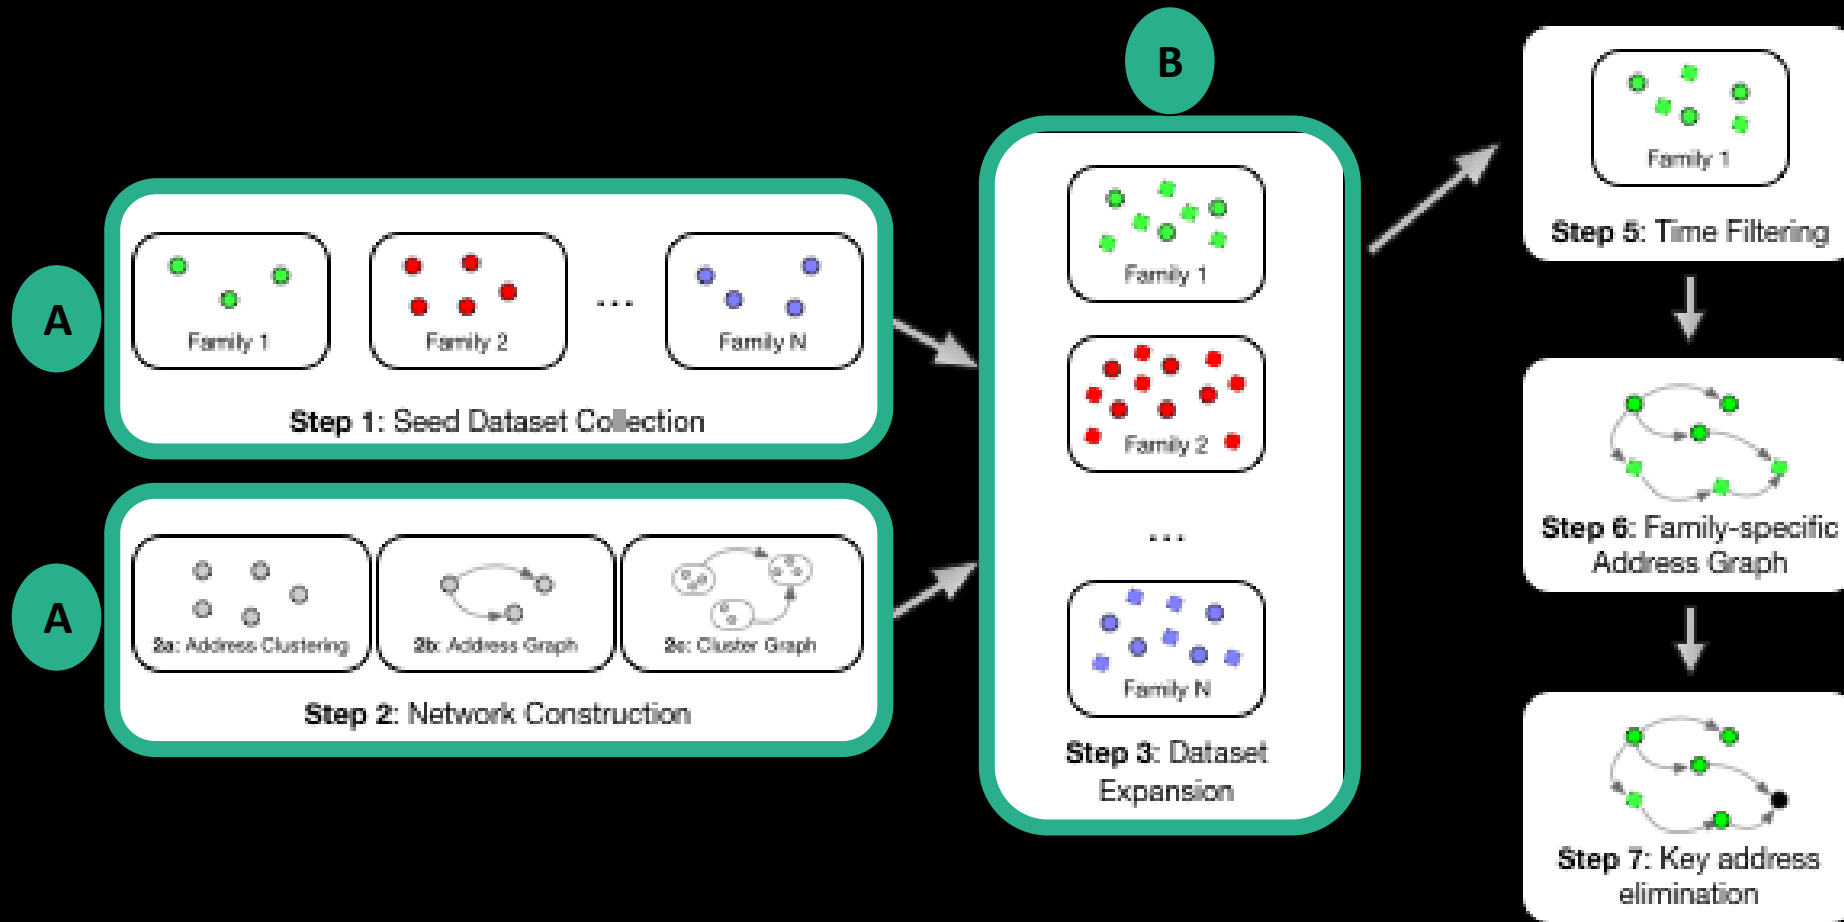 A
Family 1
Family 2
...
Family N
Step 1: Seed Dataset Collection
A
2a: Address Clustering
2b: Address Graph
2c: Cluster Graph
Step 2: Network Construction
B
Family 1
Family 2
...
Family N
Step 3: Dataset
Expansion
Family 1
Step 5: Time Filtering
Step 6: Family-specific
Address Graph
Step 7: Key address
elimination